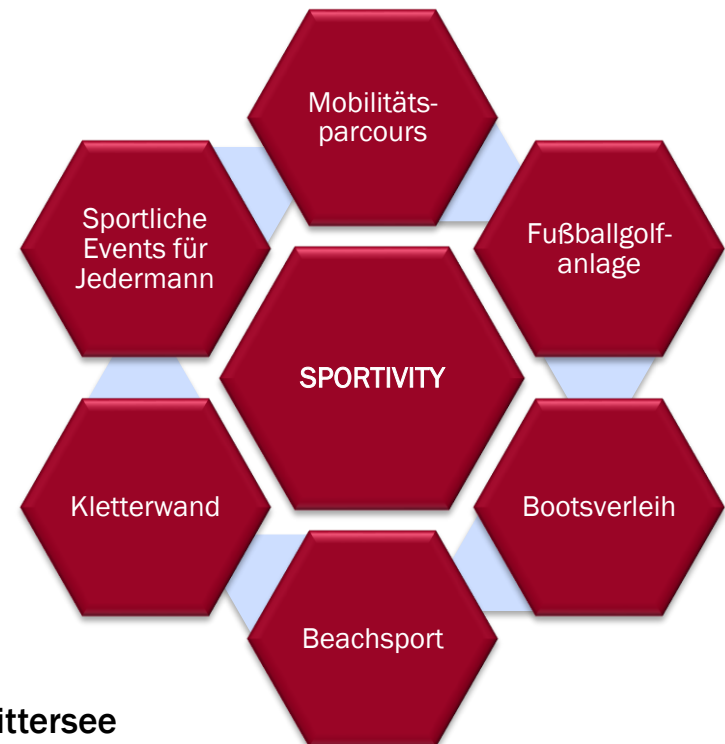 Mobilitäts-
parcours
Sportliche
Events für
Jedermann
Fußballgolf-
anlage
SPORTIVITY
Kletterwand
Bootsverleih
Beachsport
ittersee